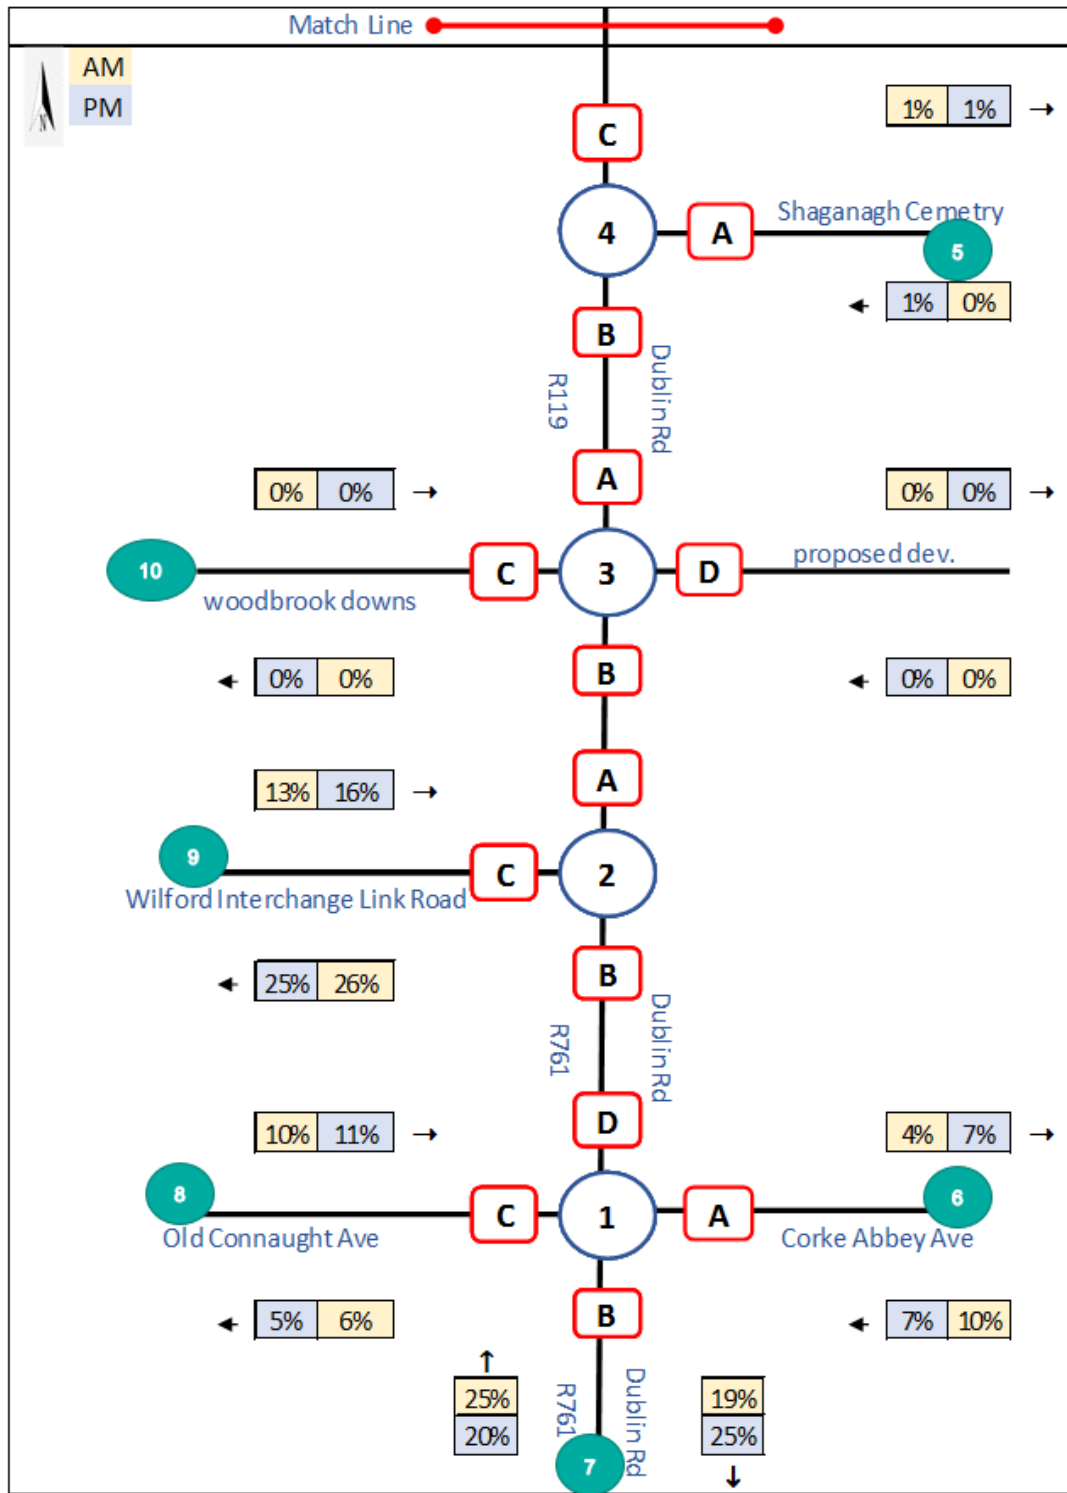 Match Line
AM
PM
N
C
1% 1% →
4
A
Shaganagh Cemetry
5
← 1% 0%
B
R119
Dublin Rd
A
0% 0% →
0% 0% →
10
C
3
D
proposed dev.
woodbrook downs
B
← 0% 0%
← 0% 0%
A
13% 16% →
9
C
2
Wilford Interchange Link Road
B
← 25% 26%
R761
Dublin Rd
D
10% 11% →
4% 7% →
8
C
1
A
6
Old Connaught Ave
Corke Abbey Ave
B
← 5% 6%
← 7% 10%
↑
25%
20%
R761
Dublin Rd
19%
25%
↓
7